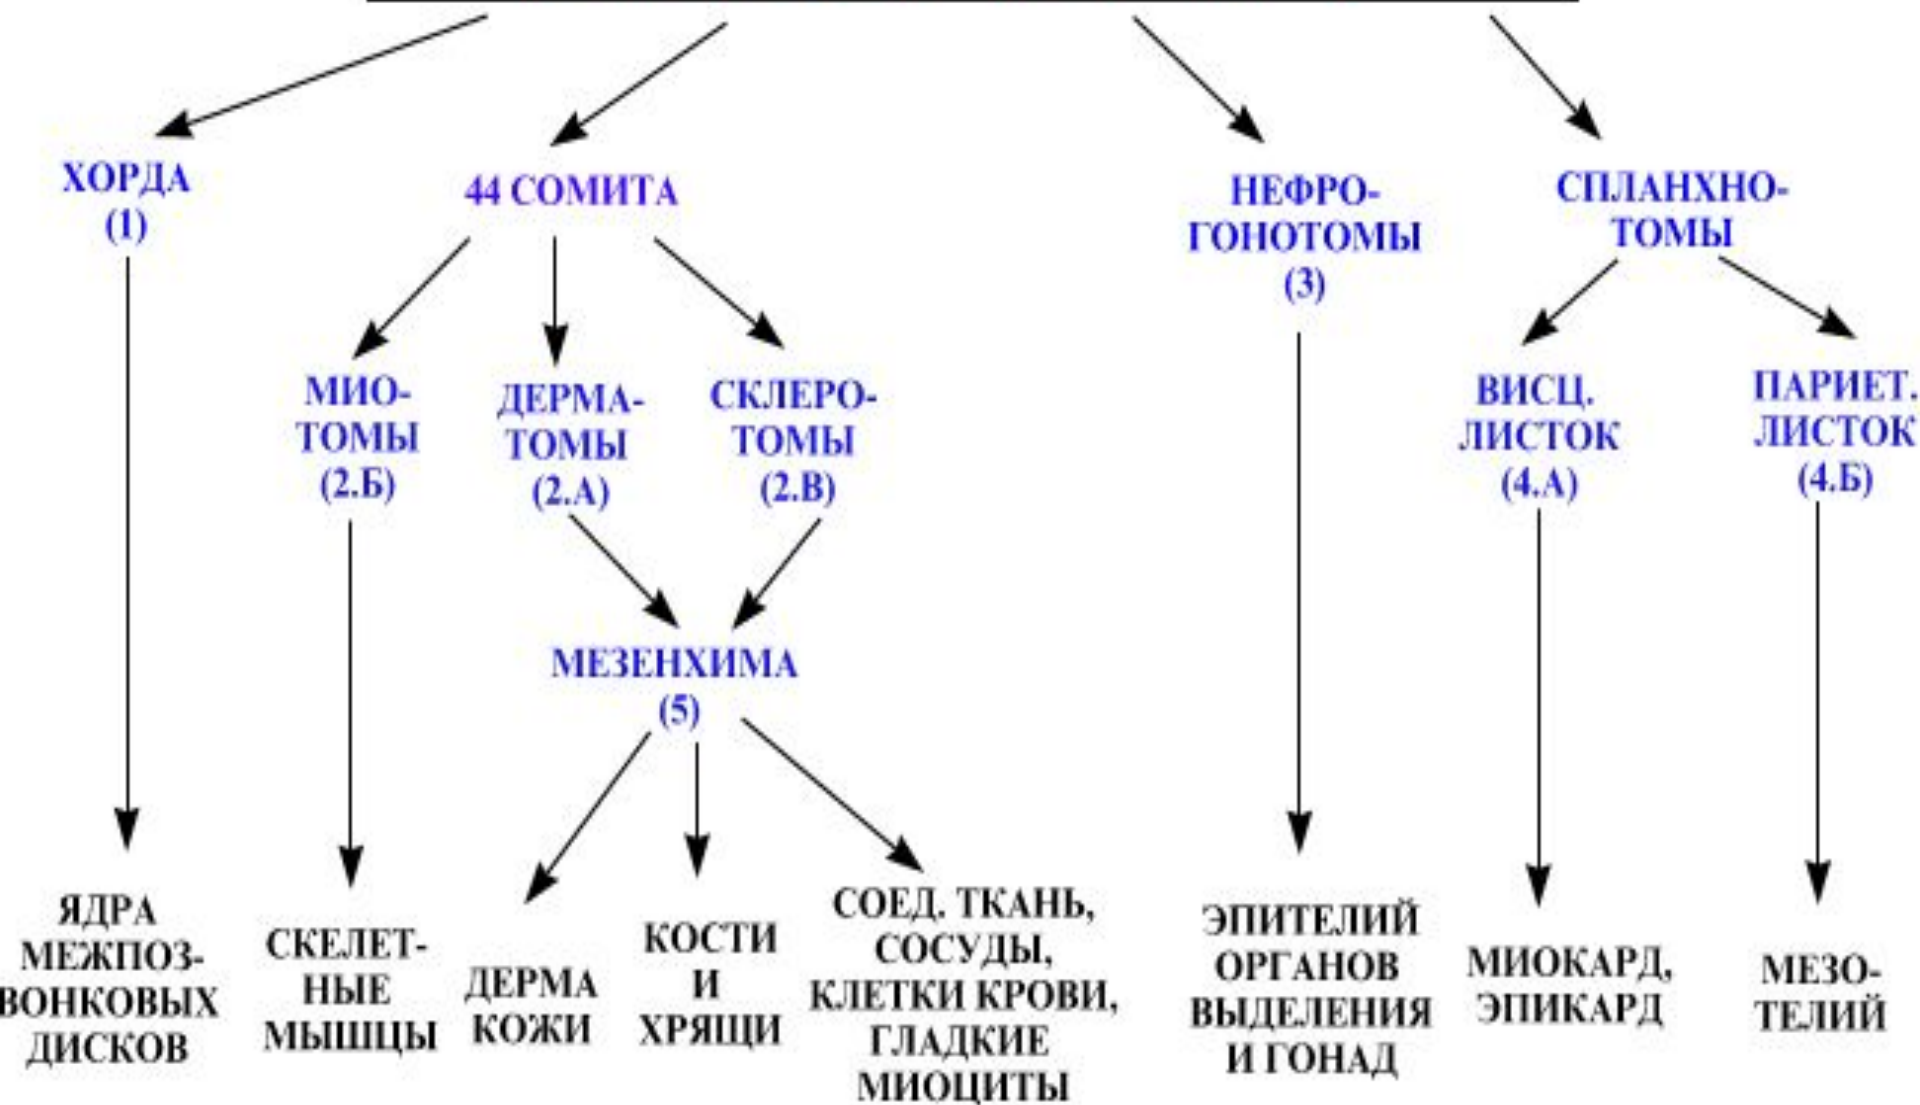 ХОРДА
(1)
44 СОМИТА
НЕФРО-
ГОНОТОМЫ
(3)
СПЛАНХНО-
ТОМЫ
МИО-
ТОМЫ
(2.Б)
ДЕРМА-
ТОМЫ
(2.А)
СКЛЕРО-
ТОМЫ
(2.В)
ВИСЦ.
ЛИСТОК
(4.А)
ПАРИЕТ.
ЛИСТОК
(4.Б)
МЕЗЕНХИМА
(5)
ЯДРА
МЕЖПОЗ-
ВОНКОВЫХ
ДИСКОВ
СКЕЛЕТ-
НЫЕ
МЫШЦЫ
ДЕРМА
КОЖИ
КОСТИ
И
ХРЯЩИ
СОЕД. ТКАНЬ,
СОСУДЫ,
КЛЕТКИ КРОВИ,
ГЛАДКИЕ
МИОЦИТЫ
ЭПИТЕЛИЙ
ОРГАНОВ
ВЫДЕЛЕНИЯ
И ГОНАД
МИОКАРД,
ЭПИКАРД
МЕЗО-
ТЕЛИЙ